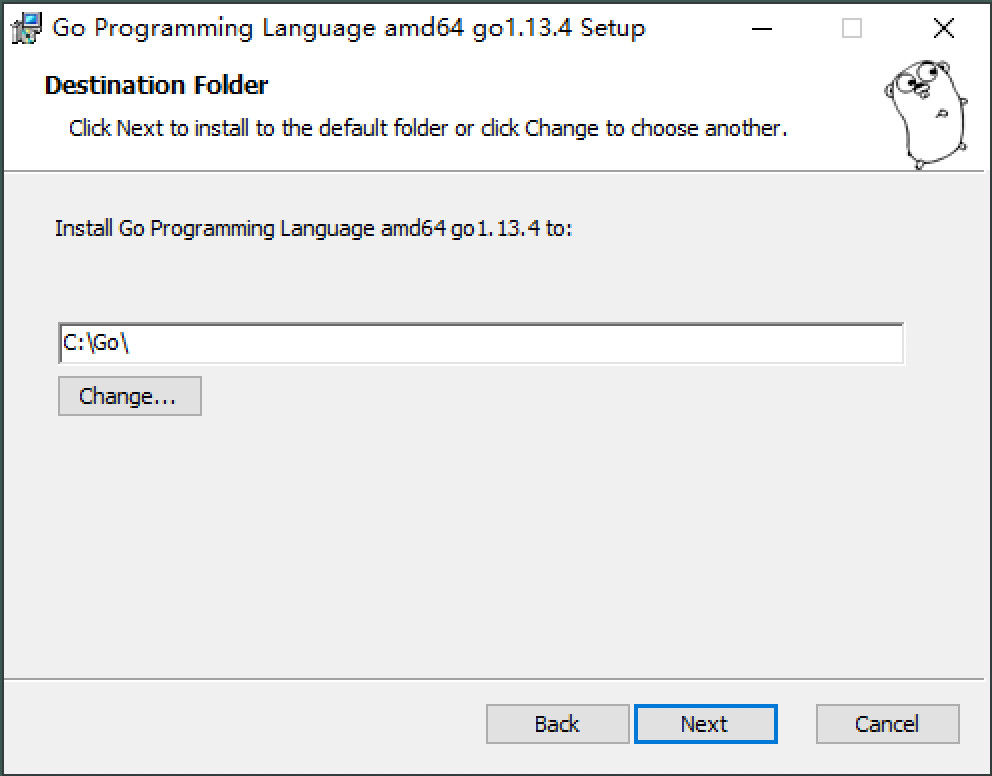 Go Programming Language amd64 go1.13.4 Setup
Destination Folder
Click Next to install to the default folder or click Change to choose another.
Install Go Programming Language amd64 go1.13.4 to:
C:\Go\
Change...
Back Next Cancel